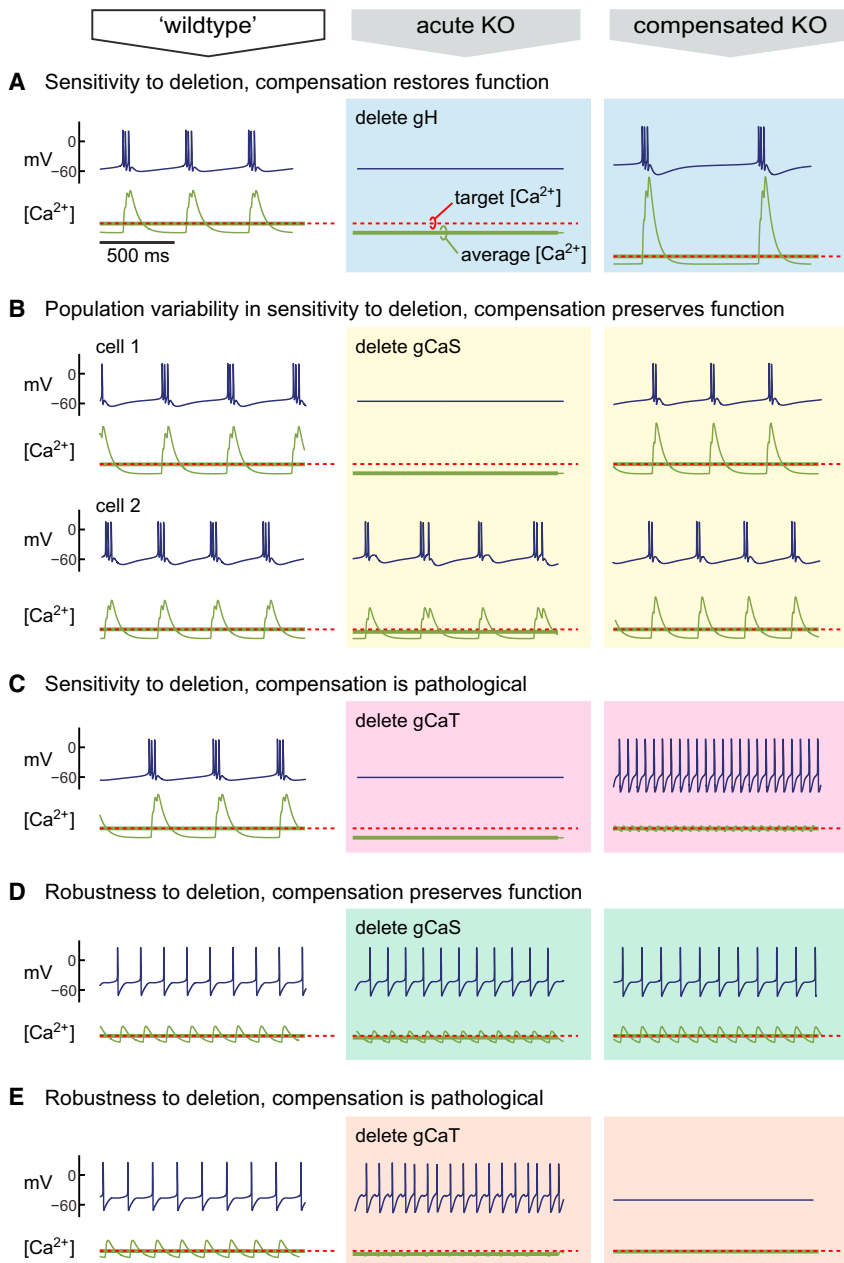 ‘wildtype’ acute KO compensated KO
A Sensitivity to deletion, compensation restores function
delete gH
0
mV
−60
[Ca2+]
target [Ca2+]
average [Ca2+]
500 ms
B Population variability in sensitivity to deletion, compensation preserves function
cell 1
delete gCaS
0
mV
−60
[Ca2+]
cell 2
0
mV
−60
[Ca2+]
C Sensitivity to deletion, compensation is pathological
delete gCaT
0
mV
−60
[Ca2+]
D Robustness to deletion, compensation preserves function
delete gCaS
0
mV
−60
[Ca2+]
E Robustness to deletion, compensation is pathological
delete gCaT
0
mV
−60
[Ca2+]